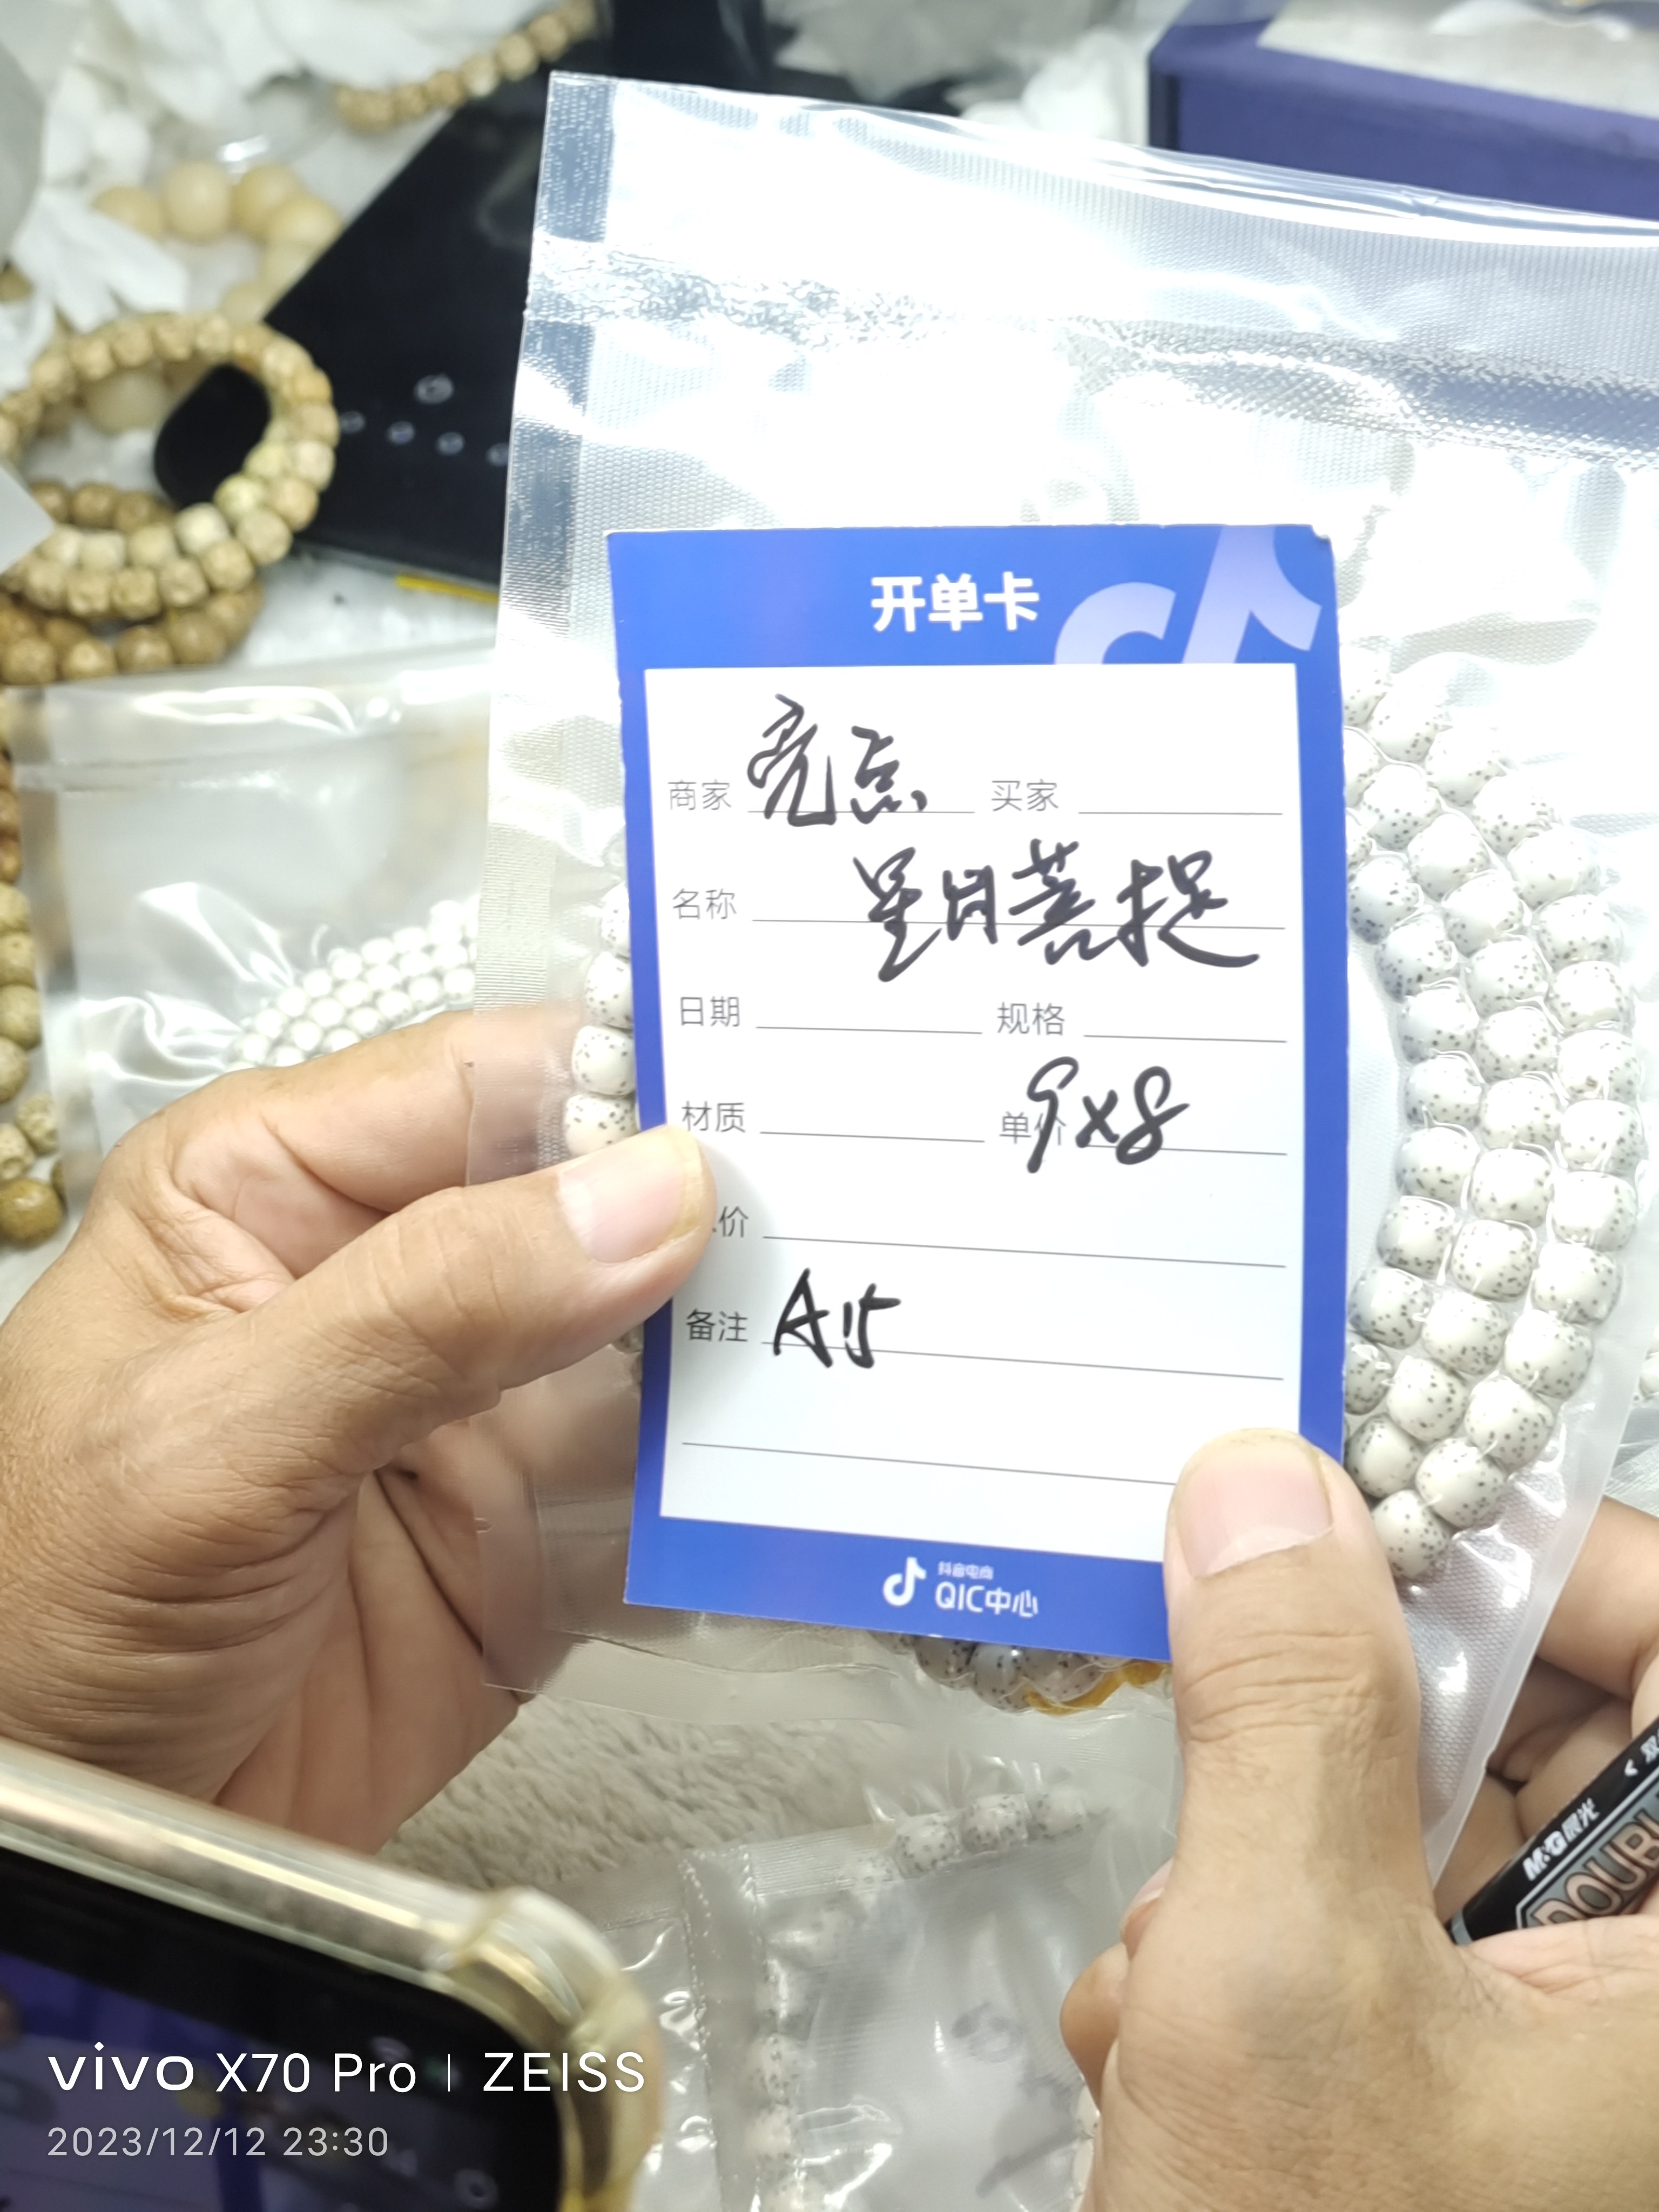 开单卡
商家 亮点 买家
名称 星月菩提
日期 规格
材质 单价 9x8
价
备注 A15
抖音电商
QIC中心
M&G晨光
DOUBL
vivo X70 Pro | ZEISS
2023/12/12 23:30